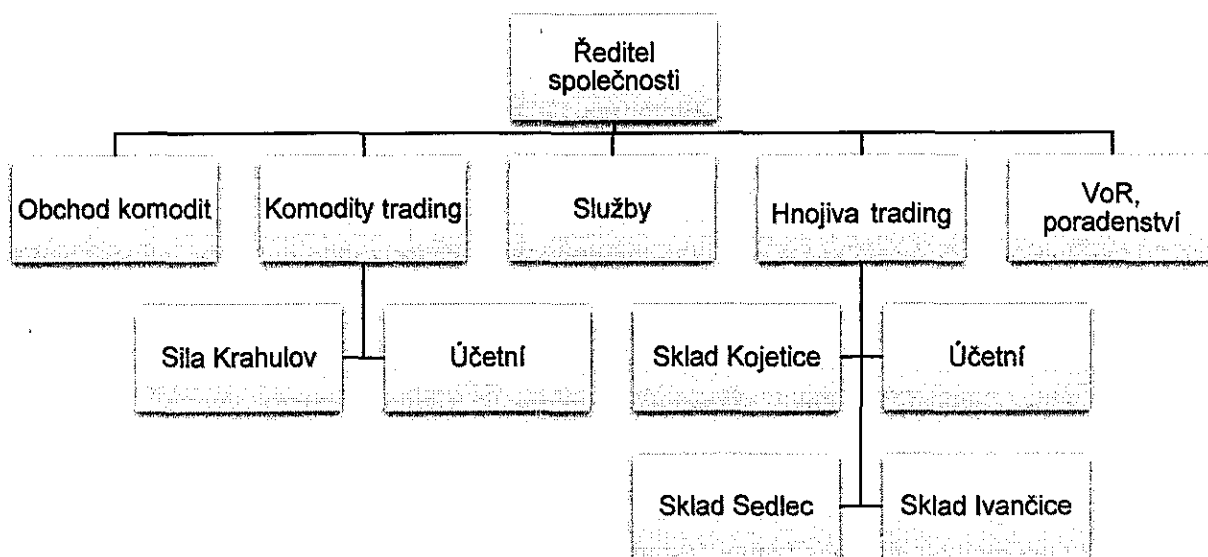 Ředitel
společnosti
Obchod komodit
Komodity trading
Služby
Hnojiva trading
VoR,
poradenství
Sila Krahulov
Účetní
Sklad Kojetice
Účetní
Sklad Sedlec
Sklad Ivančice